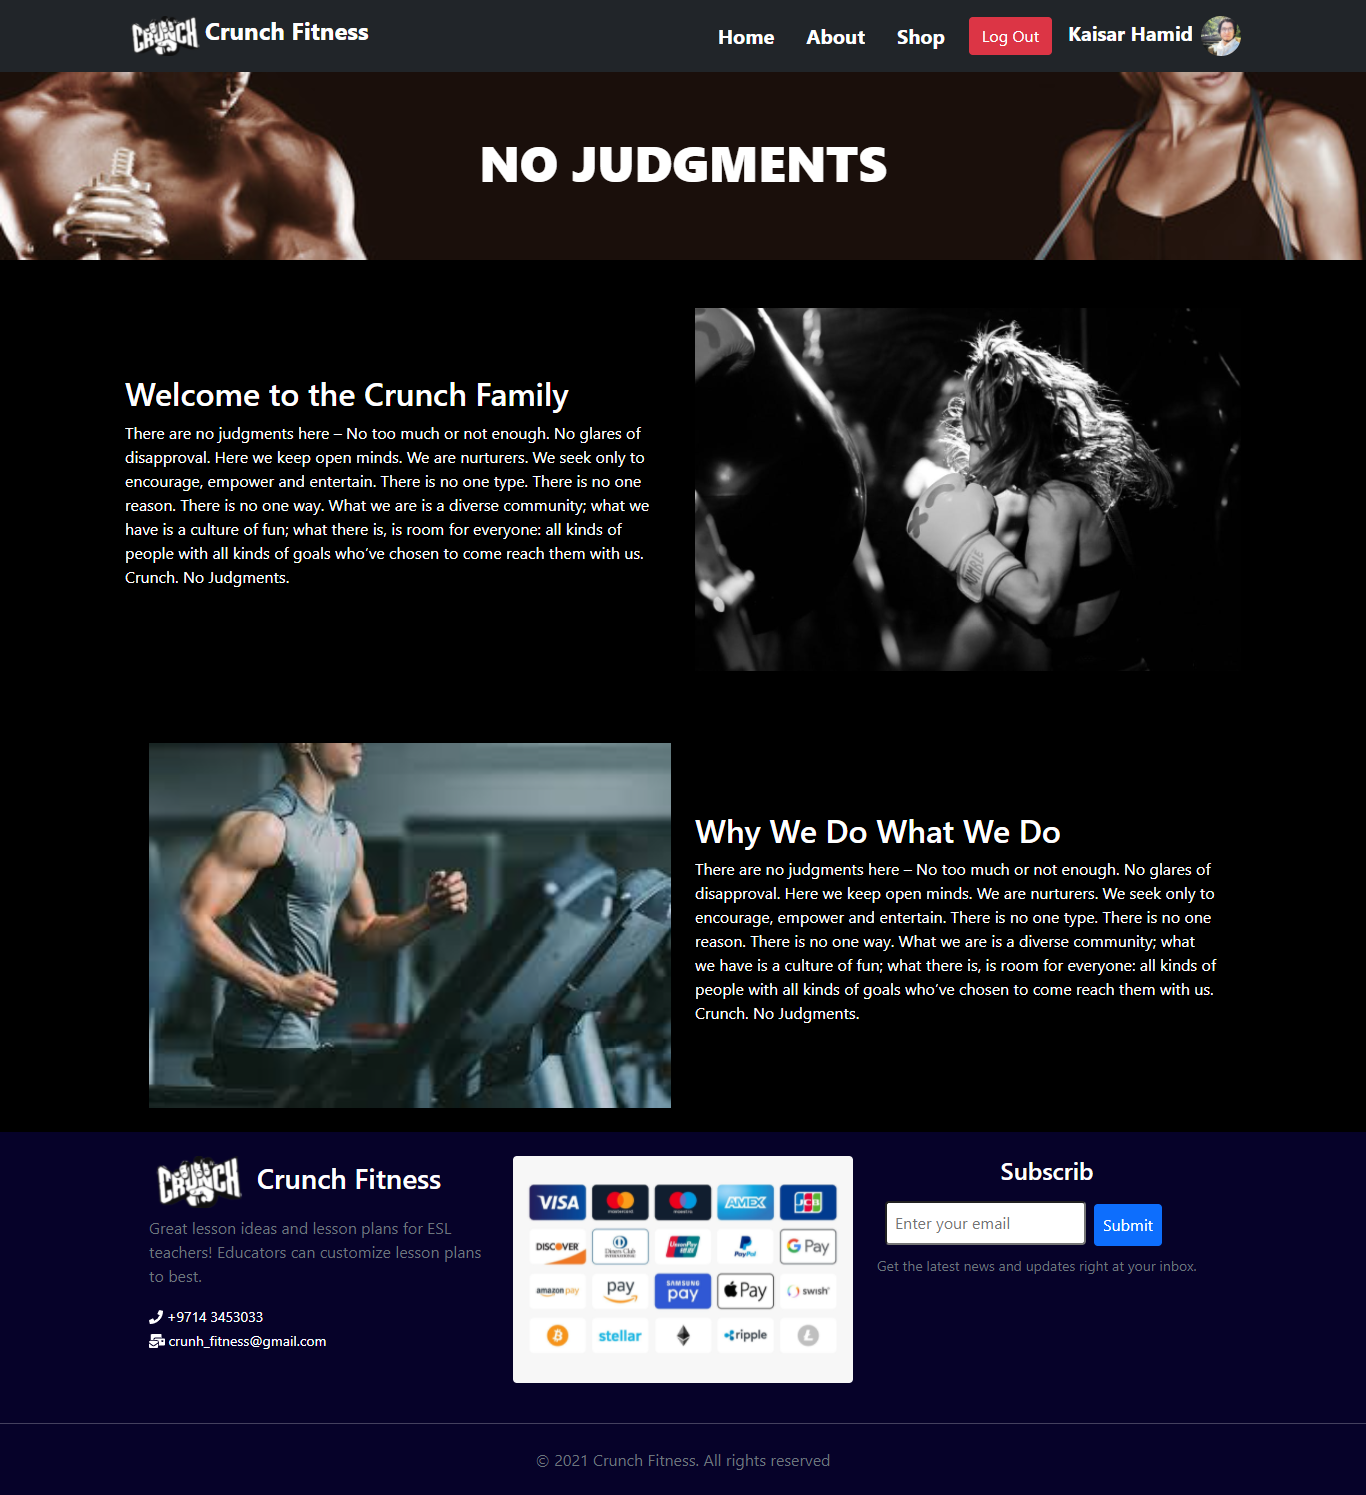 CRUNCH Crunch Fitness
Home About Shop Log Out Kaisar Hamid
NO JUDGMENTS
Welcome to the Crunch Family
There are no judgments here – No too much or not enough. No glares of
disapproval. Here we keep open minds. We are nurturers. We seek only to
encourage, empower and entertain. There is no one type. There is no one
reason. There is no one way. What we are is a diverse community; what we
have is a culture of fun; what there is, is room for everyone: all kinds of
people with all kinds of goals who’ve chosen to come reach them with us.
Crunch. No Judgments.
Why We Do What We Do
There are no judgments here – No too much or not enough. No glares of
disapproval. Here we keep open minds. We are nurturers. We seek only to
encourage, empower and entertain. There is no one type. There is no one
reason. There is no one way. What we are is a diverse community; what
we have is a culture of fun; what there is, is room for everyone: all kinds of
people with all kinds of goals who’ve chosen to come reach them with us.
Crunch. No Judgments.
CRUNCH Crunch Fitness
Great lesson ideas and lesson plans for ESL
teachers! Educators can customize lesson plans
to best.
+9714 3453033
crunh_fitness@gmail.com
VISA mastercard maestro AMEX JCB
DISCOVER Diners Club INTERNATIONAL UnionPay PayPal G Pay
amazon pay pay SAMSUNG pay Pay swish
stellar ripple
Subscrib
Enter your email Submit
Get the latest news and updates right at your inbox.
© 2021 Crunch Fitness. All rights reserved